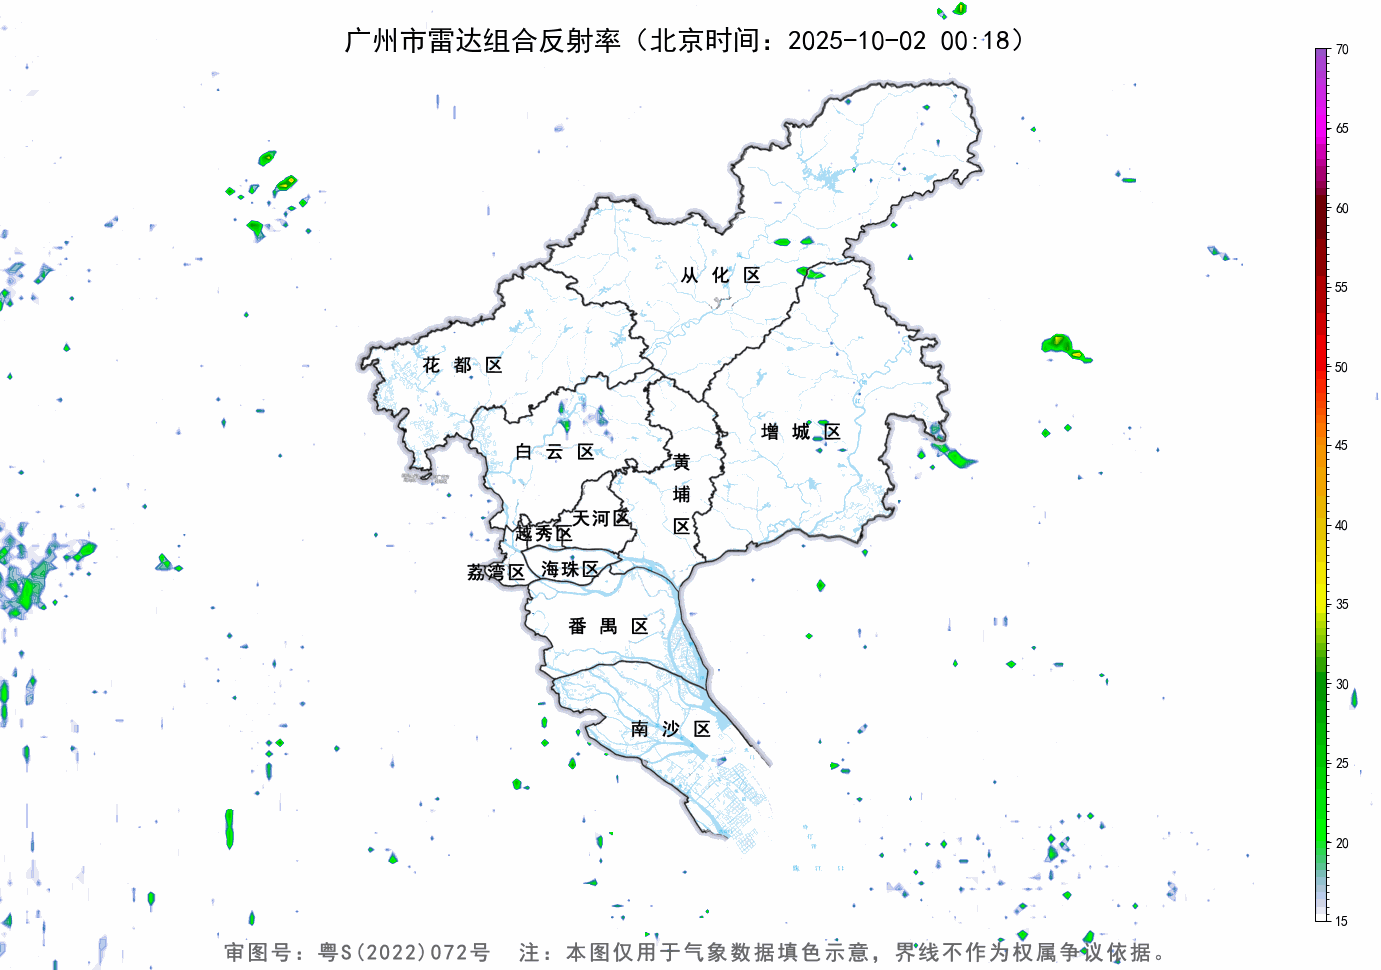 广州市雷达组合反射率（北京时间：2025-10-02 00:18）
70
65
60
55
50
45
40
35
30
25
20
15
从化区
花都区
增城区
白云区
黄埔区
天河区
越秀区
荔湾区
海珠区
番禺区
南沙区
审图号：粤S(2022)072号 注：本图仅用于气象数据填色示意，界线不作为权属争议依据。